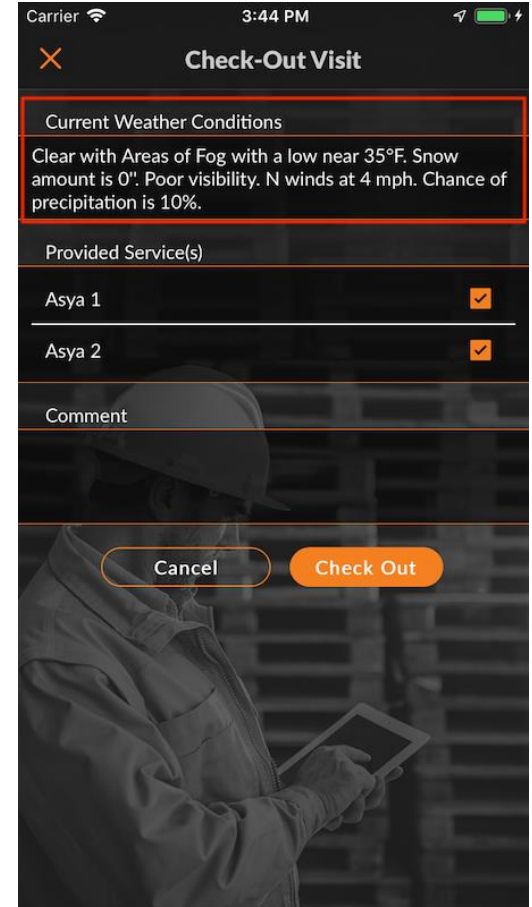 Carrier 3:44 PM
Check-Out Visit
Current Weather Conditions
Clear with Areas of Fog with a low near 35°F. Snow
amount is 0". Poor visibility. N winds at 4 mph. Chance of
precipitation is 10%.
Provided Service(s)
Asya 1
Asya 2
Comment
Cancel Check Out